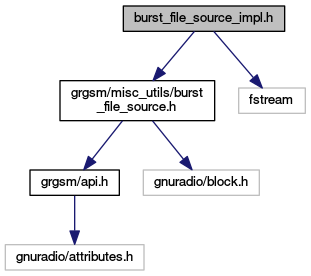 burst_file_source_impl.h
grgsm/misc_utils/burst
_file_source.h
fstream
grgsm/api.h
gnuradio/block.h
gnuradio/attributes.h